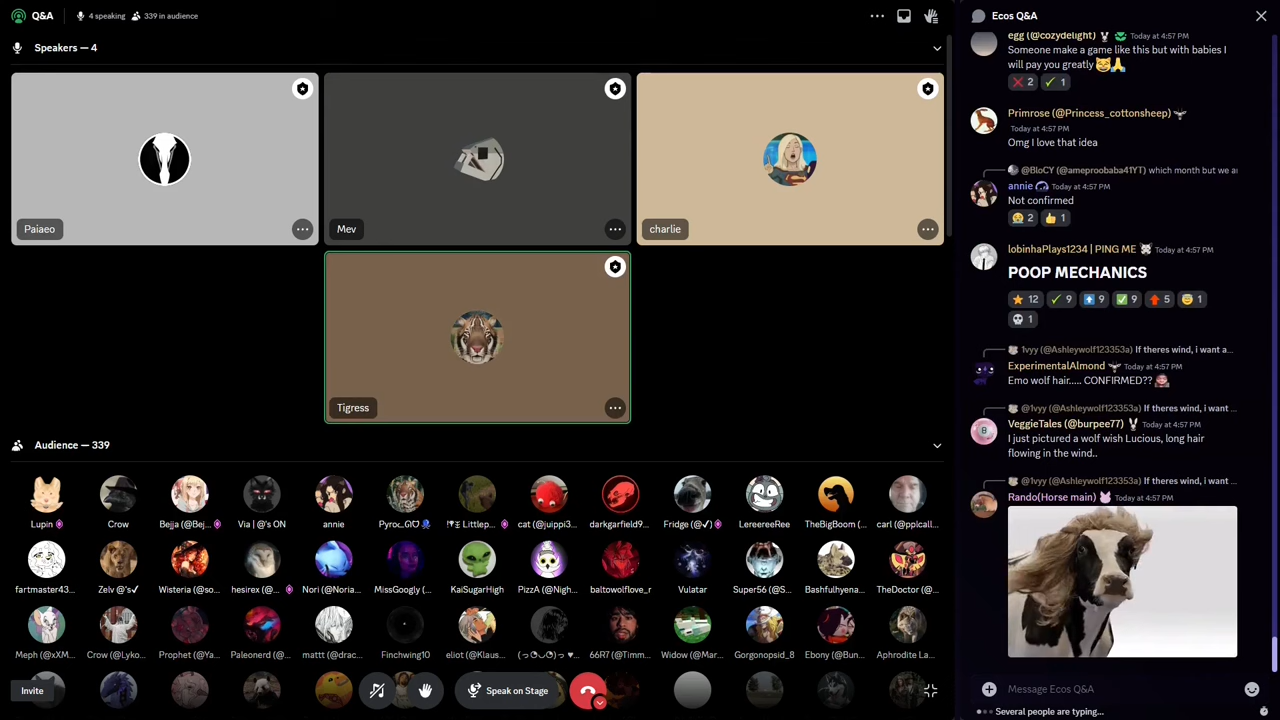 Q&A
4 speaking
339 in audience
Speakers — 4
Paiaeo
Mev
charlie
Tigress
Audience — 339
Lupin
Crow
Bejja (@Bej...
Via | @'s ON
annie
Littlep...
cat (@juippi3...
darkgarfield9...
Fridge (@✓)
LereereeRee
TheBigBoom (...
carl (@pplcall...
fartmaster43...
Zelv @'s✓
Wisteria (@so...
hesirex (@...
Nori (@Noria...
MissGoogly (...
KaiSugarHigh
PizzA (@Nigh...
baltowolflove_r
Vulatar
Super56 (@S...
Bashfulhyena...
TheDoctor (@...
Meph (@xXM...
Crow (@Lyko...
Prophet (@Ya...
Paleonerd (@...
mattt (@drac...
Finchwing10
eliot (@Klaus...
66R7 (@Timm...
Widow (@Mar...
Gorgonopsid_8
Ebony (@Bun...
Aphrodite La...
Invite
Speak on Stage
Ecos Q&A
egg (@cozydelight) Today at 4:57 PM
Someone make a game like this but with babies I
will pay you greatly 😸🙏
❌ 2 ✓ 1
Primrose (@Princess_cottonsheep)
Today at 4:57 PM
Omg I love that idea
@BloCY (@ameproobaba41YT) which month but we ar
annie Today at 4:57 PM
Not confirmed
2 👍 1
lobinhaPlays1234 | PING ME Today at 4:57 PM
POOP MECHANICS
⭐ 12 ✓ 9 ⬆️ 9 ✅ 9 5 😇 1
💀 1
1vyy (@Ashleywolf123353a) If theres wind, i want a...
ExperimentalAlmond Today at 4:57 PM
Emo wolf hair..... CONFIRMED??
@1vyy (@Ashleywolf123353a) If theres wind, i want ...
VeggieTales (@burpee77) Today at 4:57 PM
I just pictured a wolf wish Lucious, long hair
flowing in the wind..
@1vyy (@Ashleywolf123353a) If theres wind, i want ...
Rando(Horse main) Today at 4:57 PM
Message Ecos Q&A
Several people are typing...